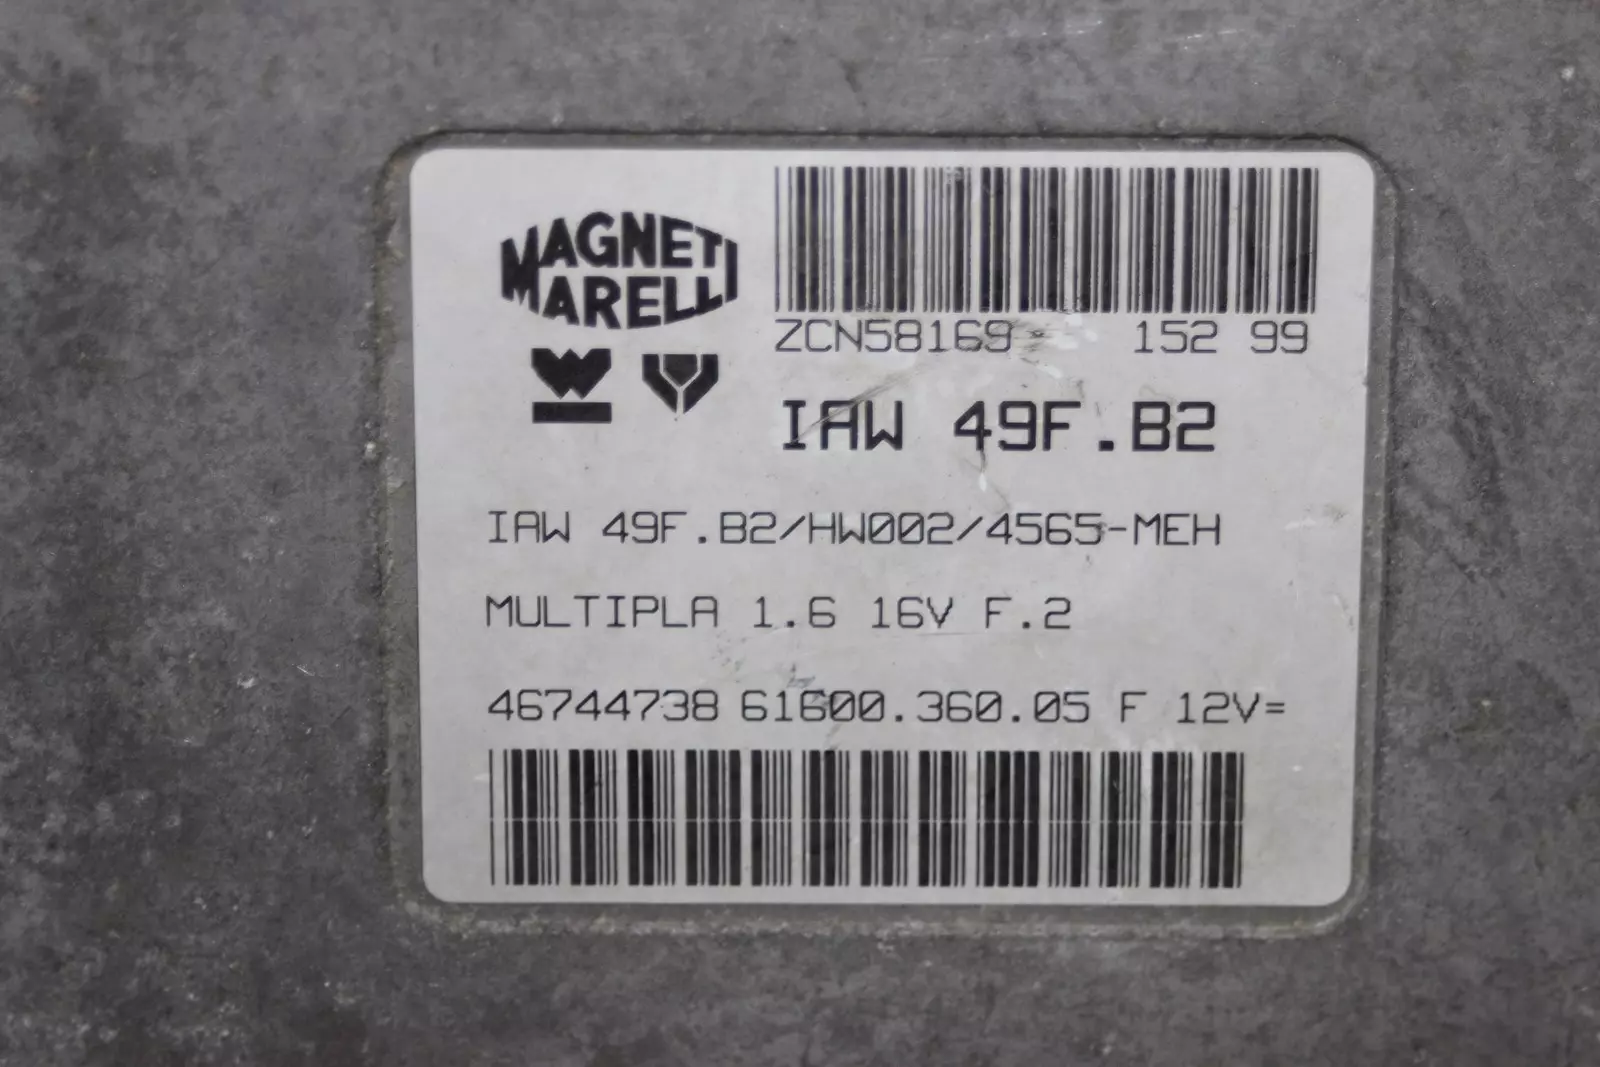 MAGNETI
MARELLI
ZCN58169 152 99
IAW 49F.B2
IAW 49F.B2/HW002/4565-MEH
MULTIPLA 1.6 16V F.2
46744738 61600.360.05 F 12V=